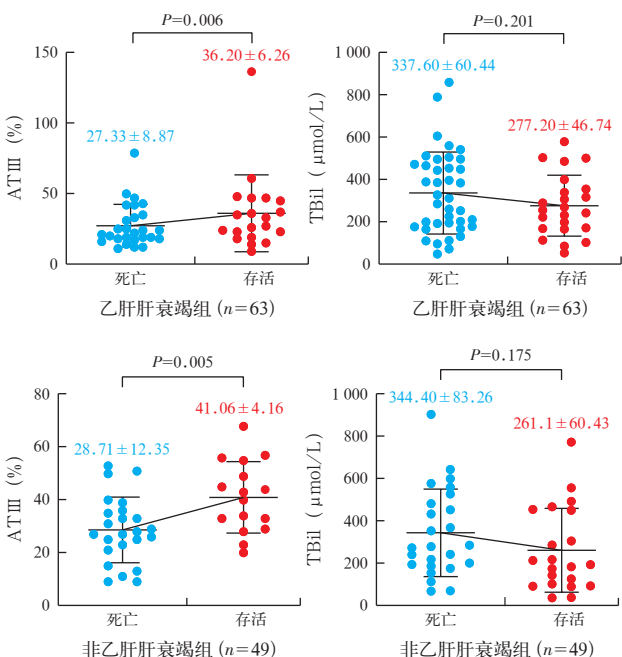 P=0.006
36.20±6.26
27.33±8.87
ATⅢ (%)
150
100
50
0
死亡
存活
乙肝肝衰竭组 (n=63)
P=0.201
337.60±60.44
277.20±46.74
TBil ( μmol/L)
1 000
800
600
400
200
0
死亡
存活
乙肝肝衰竭组 (n=63)
P=0.005
41.06±4.16
28.71±12.35
ATⅢ (%)
80
60
40
20
0
死亡
存活
非乙肝肝衰竭组 (n=49)
P=0.175
344.40±83.26
261.1±60.43
TBil ( μmol/L)
1 000
800
600
400
200
0
死亡
存活
非乙肝肝衰竭组 (n=49)